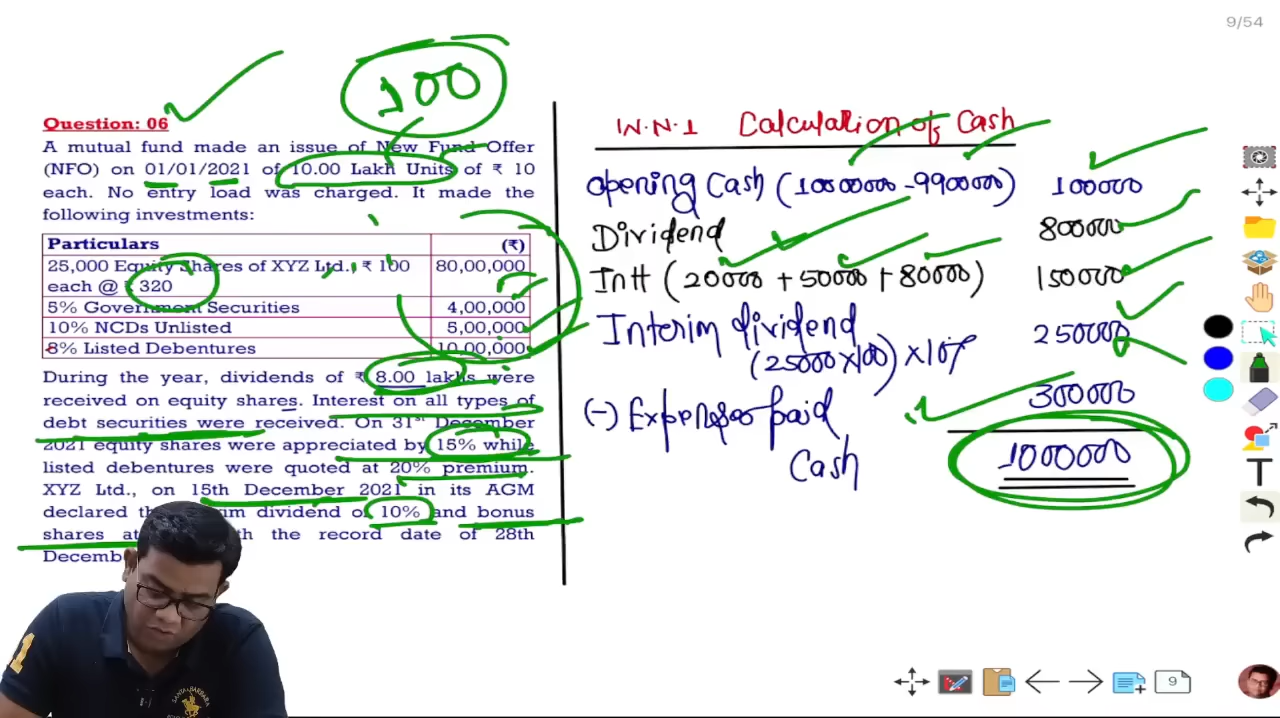 9/54
100
Question: 06
A mutual fund made an issue of New Fund Offer
(NFO) on 01/01/2021 of 10.00 Lakh Units of ₹ 10
each. No entry load was charged. It made the
following investments:
Particulars (₹)
25,000 Equity Shares of XYZ Ltd., ₹ 100 80,00,000
each @ ₹ 320
5% Government Securities 4,00,000
10% NCDs Unlisted 5,00,000
8% Listed Debentures 10,00,000
During the year, dividends of ₹ 8.00 lakhs were
received on equity shares. Interest on all types of
debt securities were received. On 31st December
2021 equity shares were appreciated by 15% while
listed debentures were quoted at 20% premium.
XYZ Ltd., on 15th December 2021 in its AGM
declared dividend of 10% and bonus
shares the record date of 28th
W.N.1 Calculation of Cash
Opening Cash (10000000 - 9900000) 100000
Dividend 800000
Intt (20000 + 50000 + 80000) 150000
Interim dividend 250000
(25000×100) × 10%
(-) Expenses paid 300000
Cash 1000000
T
9
1
SANTA BARBARA